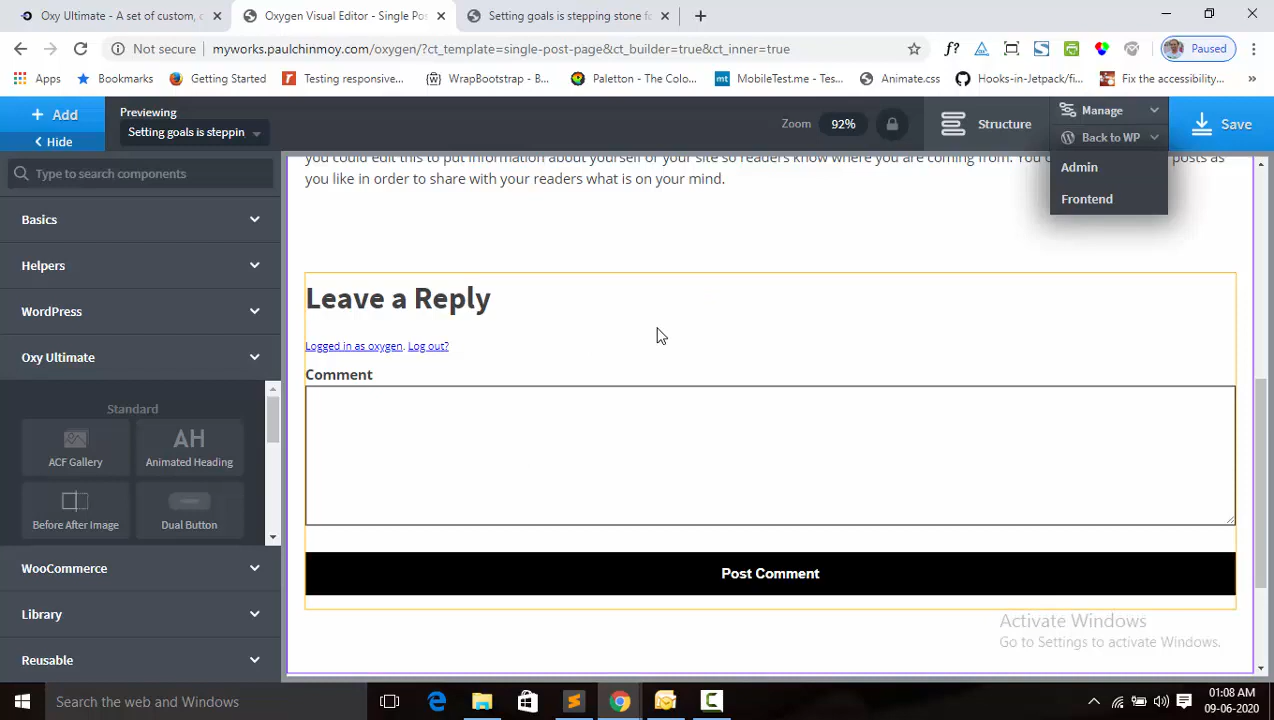 Oxy Ultimate - A set of custom, c
Oxygen Visual Editor - Single Pos
Setting goals is stepping stone fo
Not secure
myworks.paulchinmoy.com/oxygen/?ct_template=single-post-page&ct_builder=true&ct_inner=true
f?
Paused
Apps
Bookmarks
Getting Started
Testing responsive...
WrapBootstrap - B...
Paletton - The Colo...
mt
MobileTest.me - Tes...
Animate.css
Hooks-in-Jetpack/fi...
Fix the accessibility...
+ Add
Hide
Previewing
Setting goals is steppin
Zoom 92%
Structure
Manage
Back to WP
Admin
Frontend
Save
Type to search components
Basics
Helpers
WordPress
Oxy Ultimate
Standard
ACF Gallery
AH
Animated Heading
Before After Image
Dual Button
WooCommerce
Library
Reusable
you could edit this to put information about yourself or your site so readers know where you are coming from. You posts as
you like in order to share with your readers what is on your mind.
Leave a Reply
Logged in as oxygen. Log out?
Comment
Post Comment
Activate Windows
Go to Settings to activate Windows.
Search the web and Windows
01:08 AM
09-06-2020